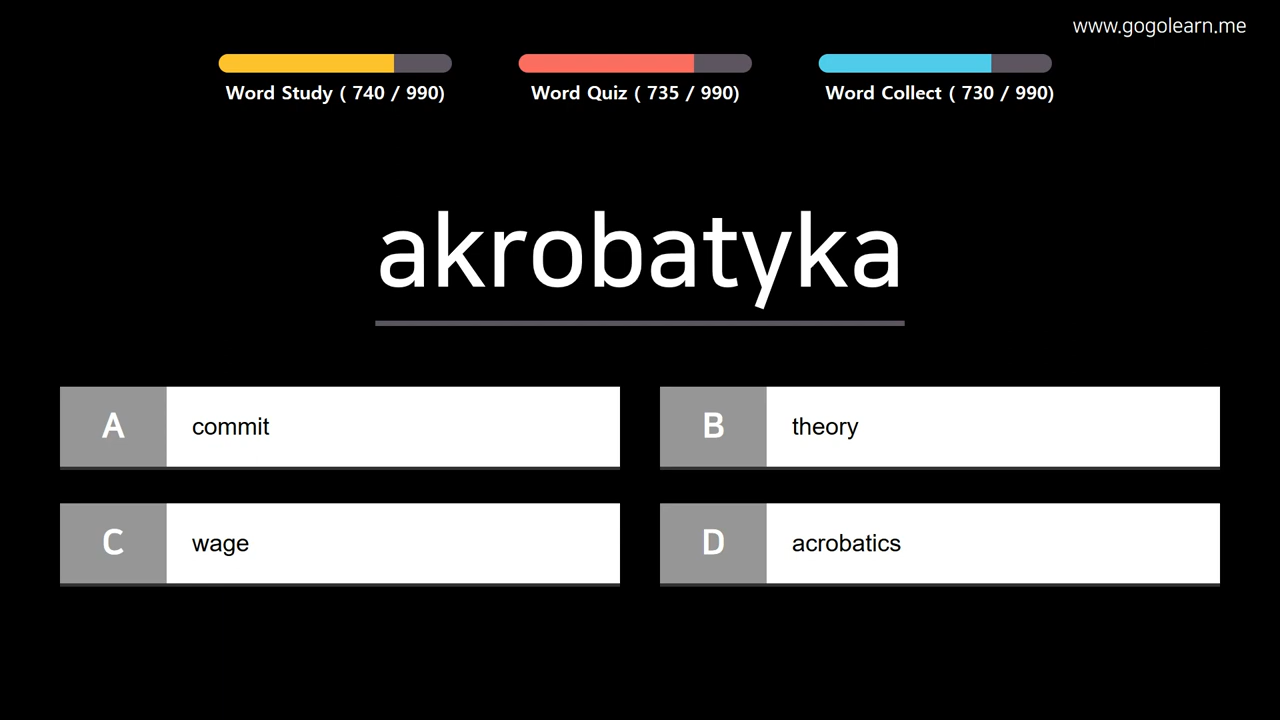 www.gogolearn.me
Word Study ( 740 / 990)
Word Quiz ( 735 / 990)
Word Collect ( 730 / 990)
akrobatyka
A commit
B theory
C wage
D acrobatics